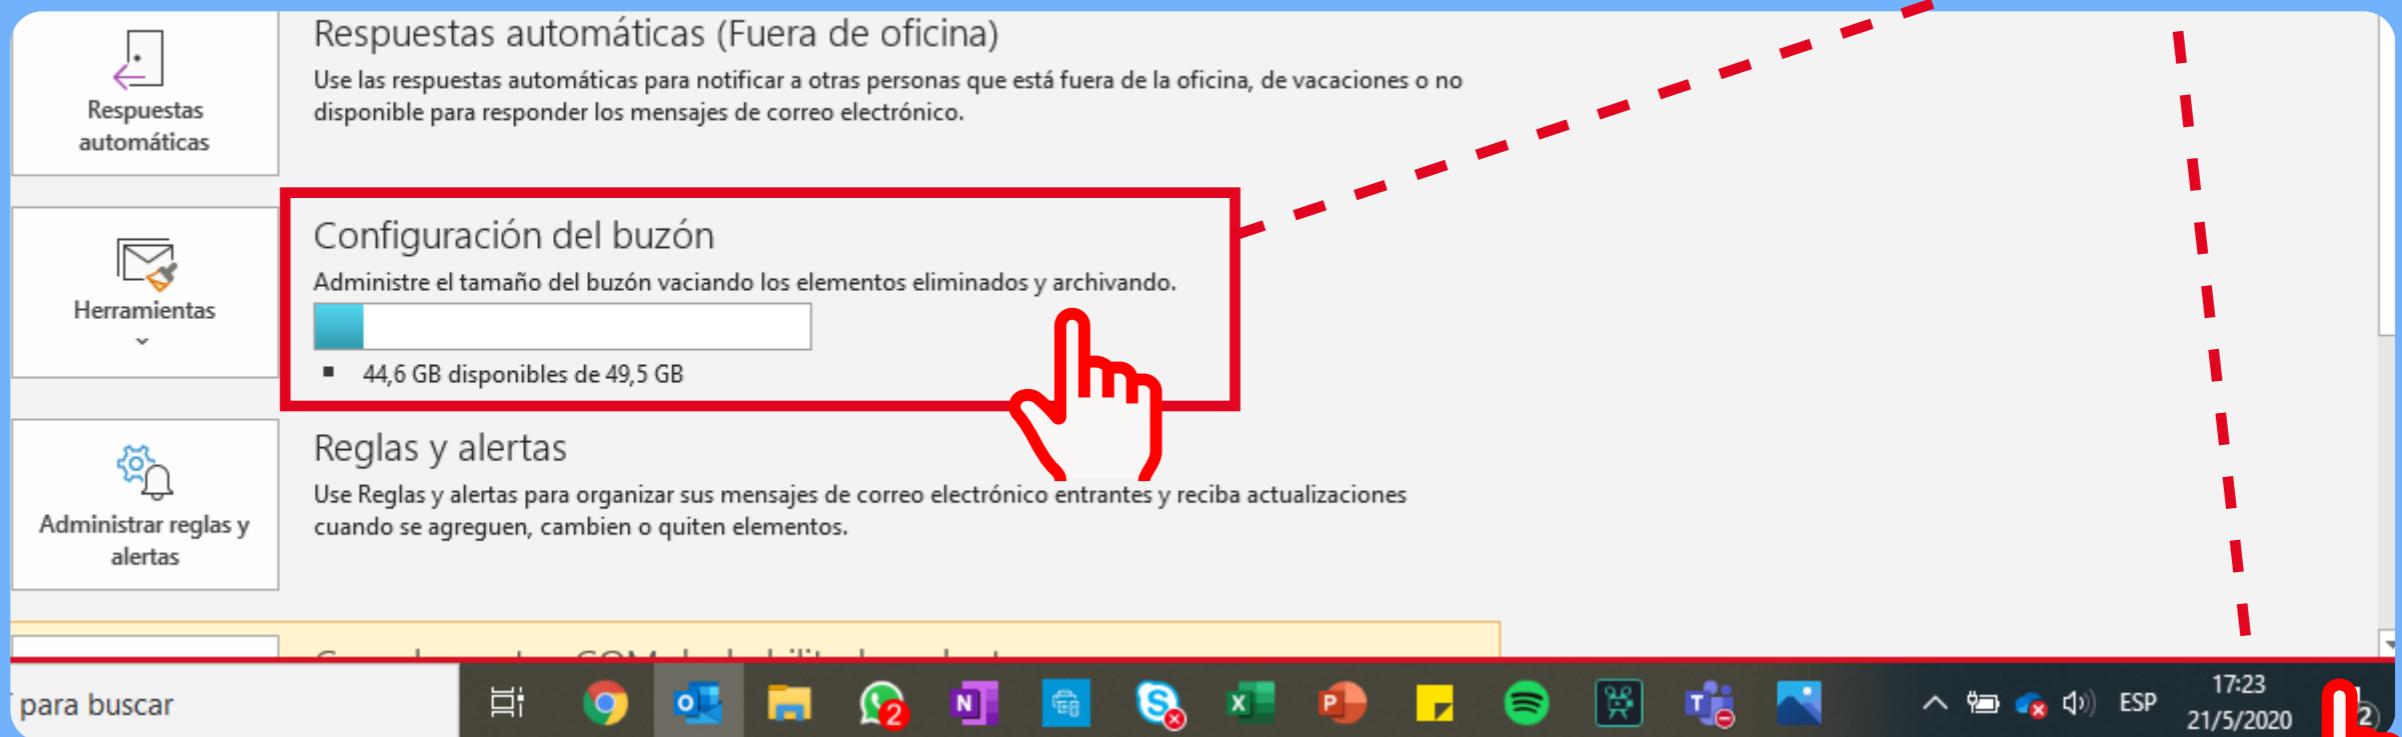 Respuestas automáticas (Fuera de oficina)
Use las respuestas automáticas para notificar a otras personas que está fuera de la oficina, de vacaciones o no
disponible para responder los mensajes de correo electrónico.
Respuestas
automáticas
Configuración del buzón
Administre el tamaño del buzón vaciando los elementos eliminados y archivando.
44,6 GB disponibles de 49,5 GB
Herramientas
Reglas y alertas
Use Reglas y alertas para organizar sus mensajes de correo electrónico entrantes y reciba actualizaciones
cuando se agreguen, cambien o quiten elementos.
Administrar reglas y
alertas
para buscar
2
ESP
17:23
21/5/2020
2